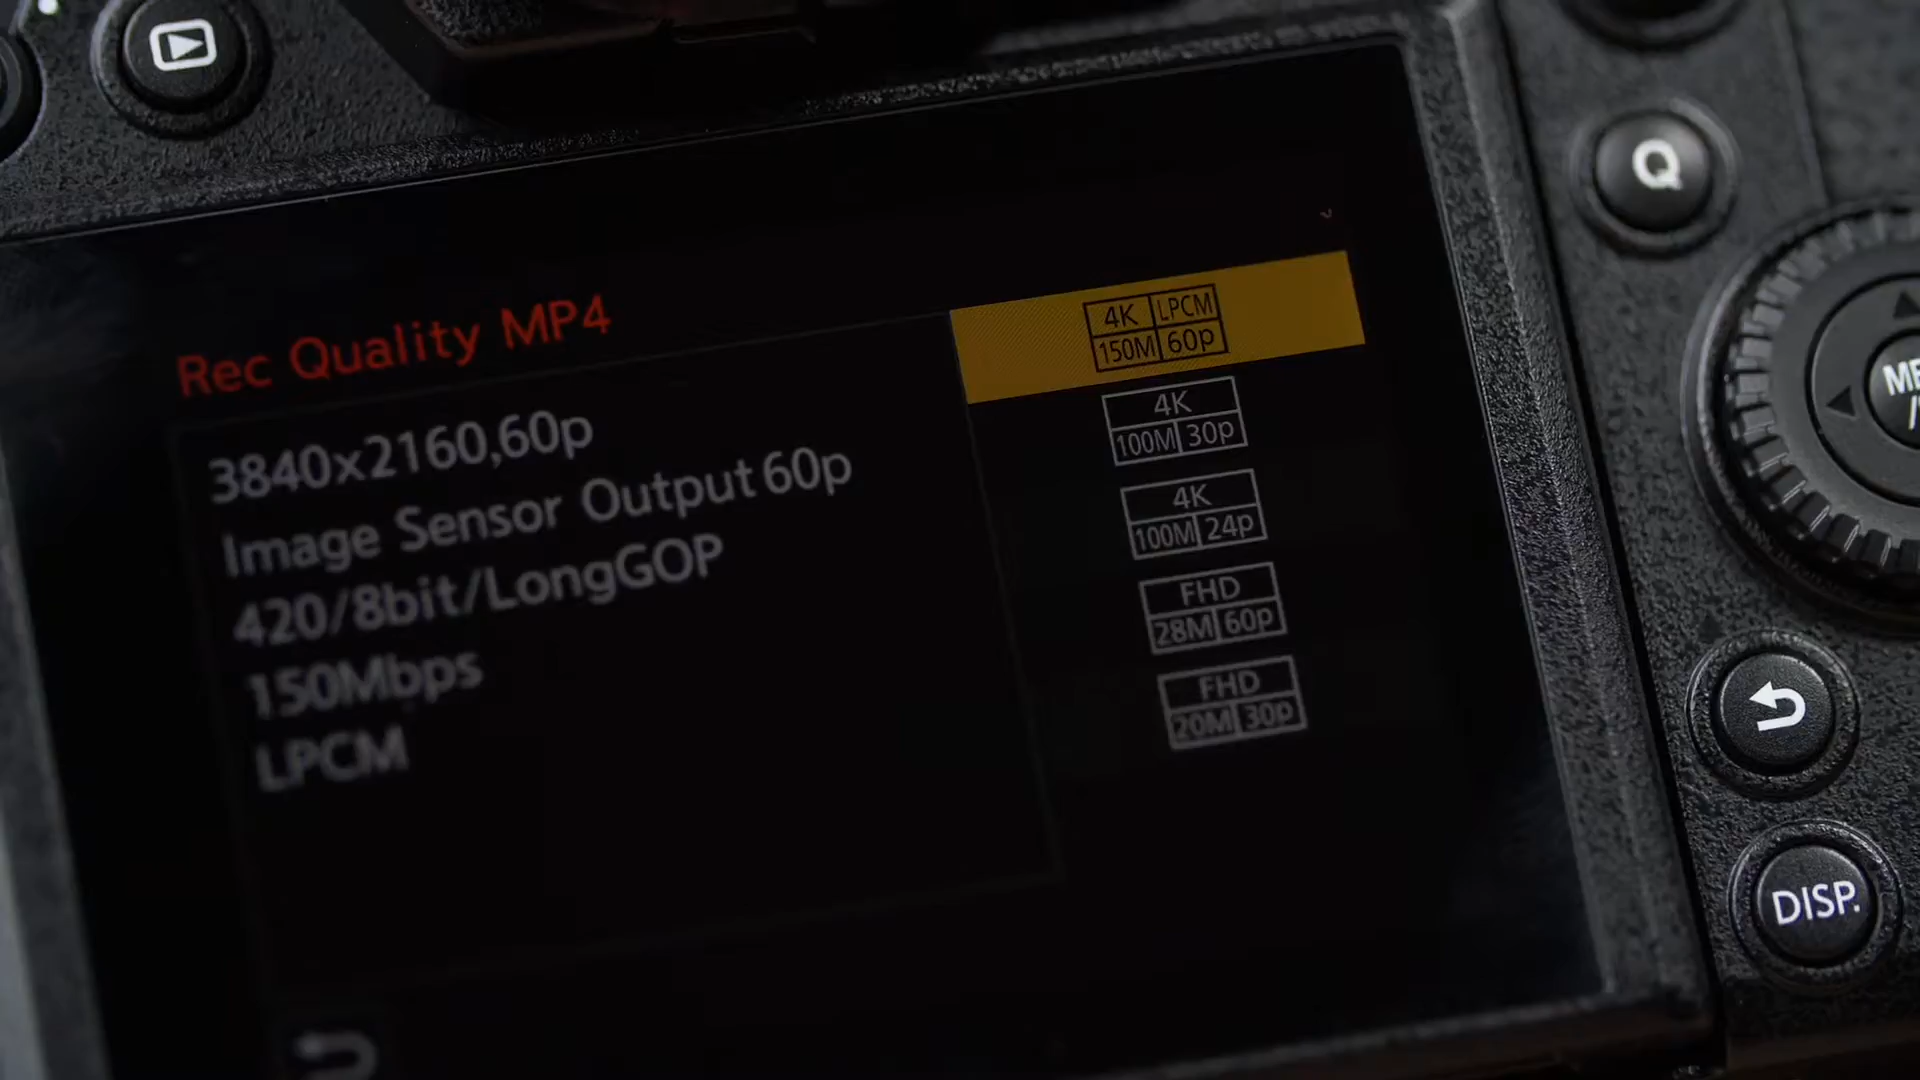 Q
Rec Quality MP4
3840x2160,60p
Image Sensor Output 60p
420/8bit/LongGOP
150Mbps
LPCM
4K LPCM
150M 60p
4K
100M 30p
4K
100M 24p
FHD
28M 60p
FHD
20M 30p
DISP.